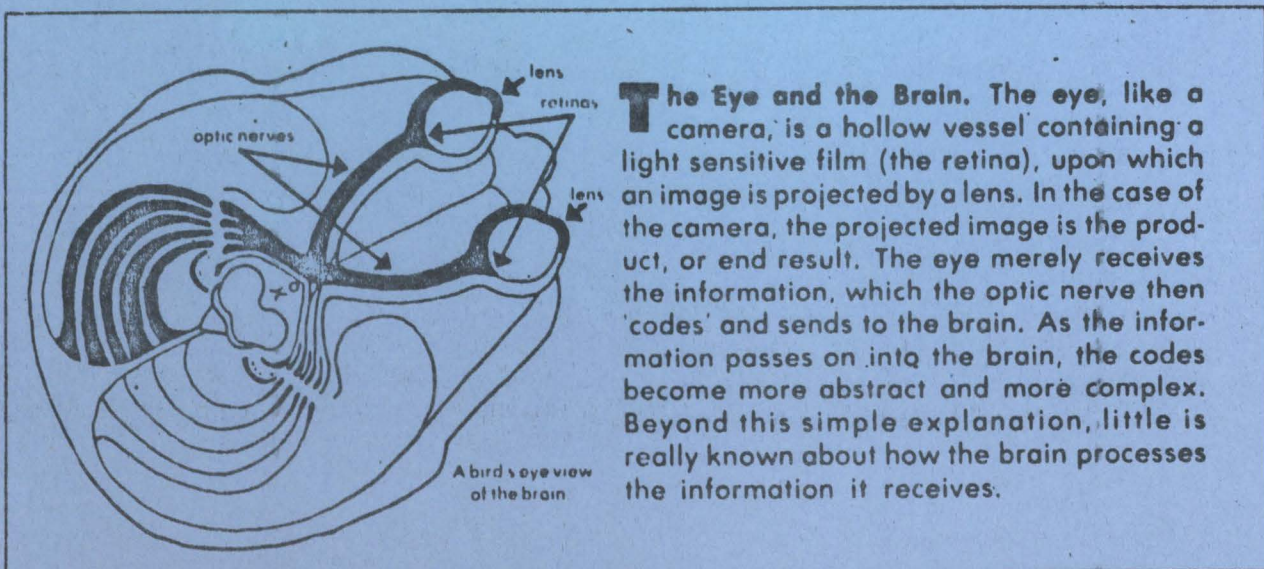 lens
retinas
optic nerves
lens
A bird's eye view
of the brain
The Eye and the Brain. The eye, like a
camera, is a hollow vessel containing a
light sensitive film (the retina), upon which
an image is projected by a lens. In the case of
the camera, the projected image is the prod-
uct, or end result. The eye merely receives
the information, which the optic nerve then
'codes' and sends to the brain. As the infor-
mation passes on into the brain, the codes
become more abstract and more complex.
Beyond this simple explanation, little is
really known about how the brain processes
the information it receives.